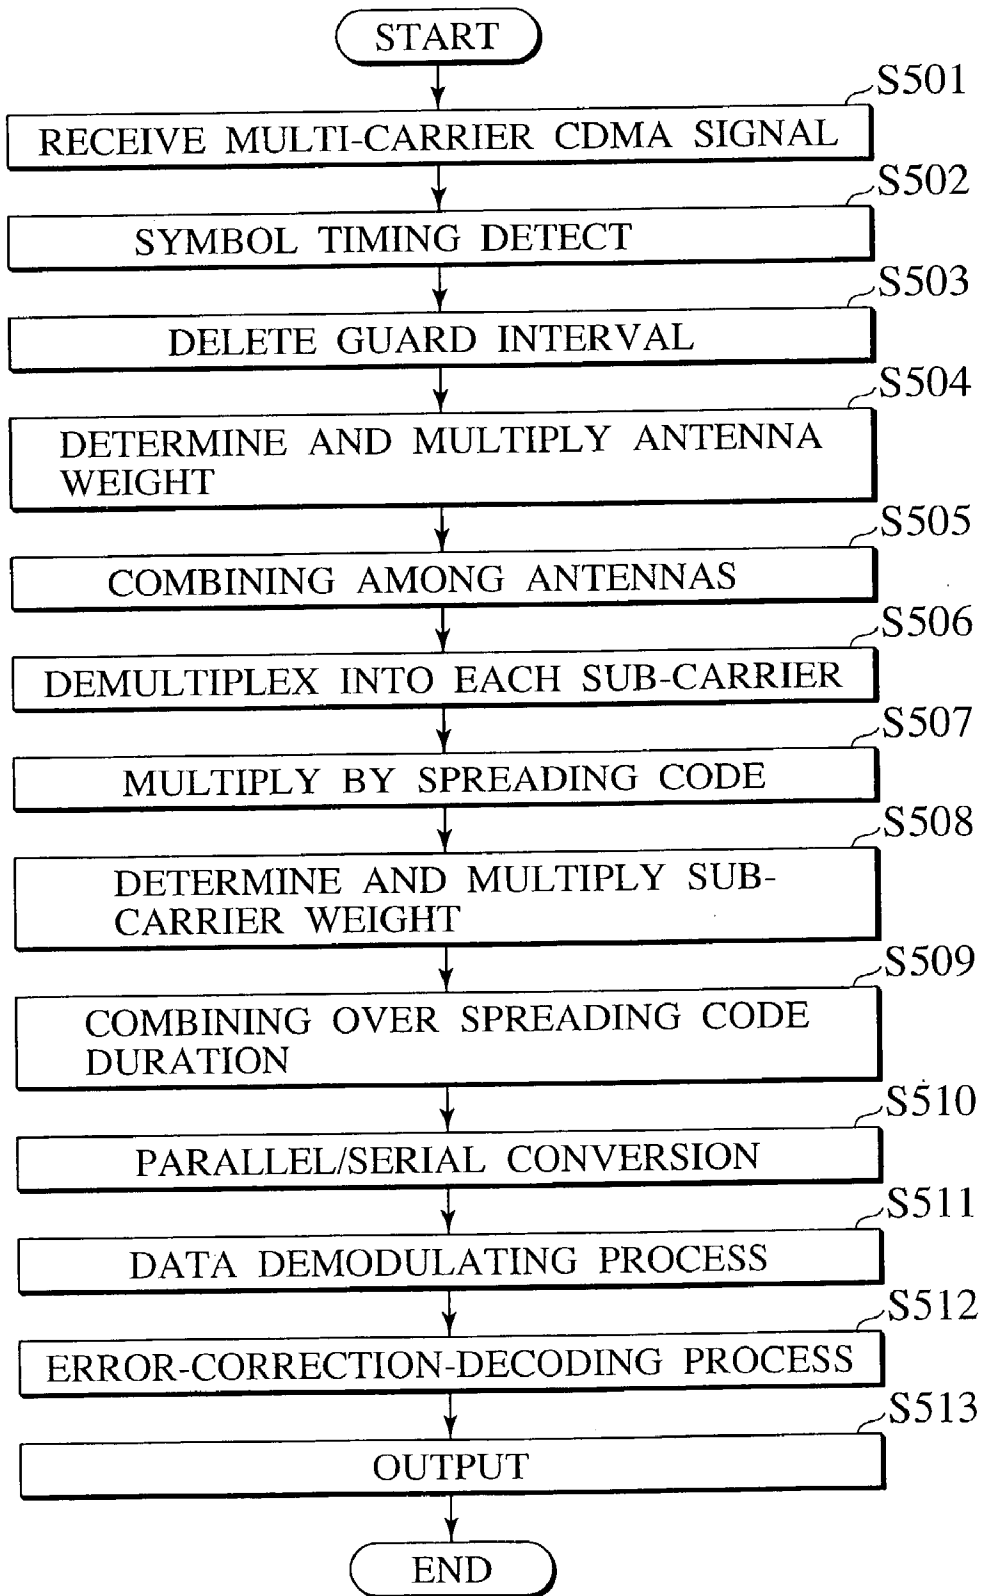 START
S501
RECEIVE MULTI-CARRIER CDMA SIGNAL
S502
SYMBOL TIMING DETECT
S503
DELETE GUARD INTERVAL
S504
DETERMINE AND MULTIPLY ANTENNA
WEIGHT
S505
COMBINING AMONG ANTENNAS
S506
DEMULTIPLEX INTO EACH SUB-CARRIER
S507
MULTIPLY BY SPREADING CODE
S508
DETERMINE AND MULTIPLY SUB-
CARRIER WEIGHT
S509
COMBINING OVER SPREADING CODE
DURATION
S510
PARALLEL/SERIAL CONVERSION
S511
DATA DEMODULATING PROCESS
S512
ERROR-CORRECTION-DECODING PROCESS
S513
OUTPUT
END